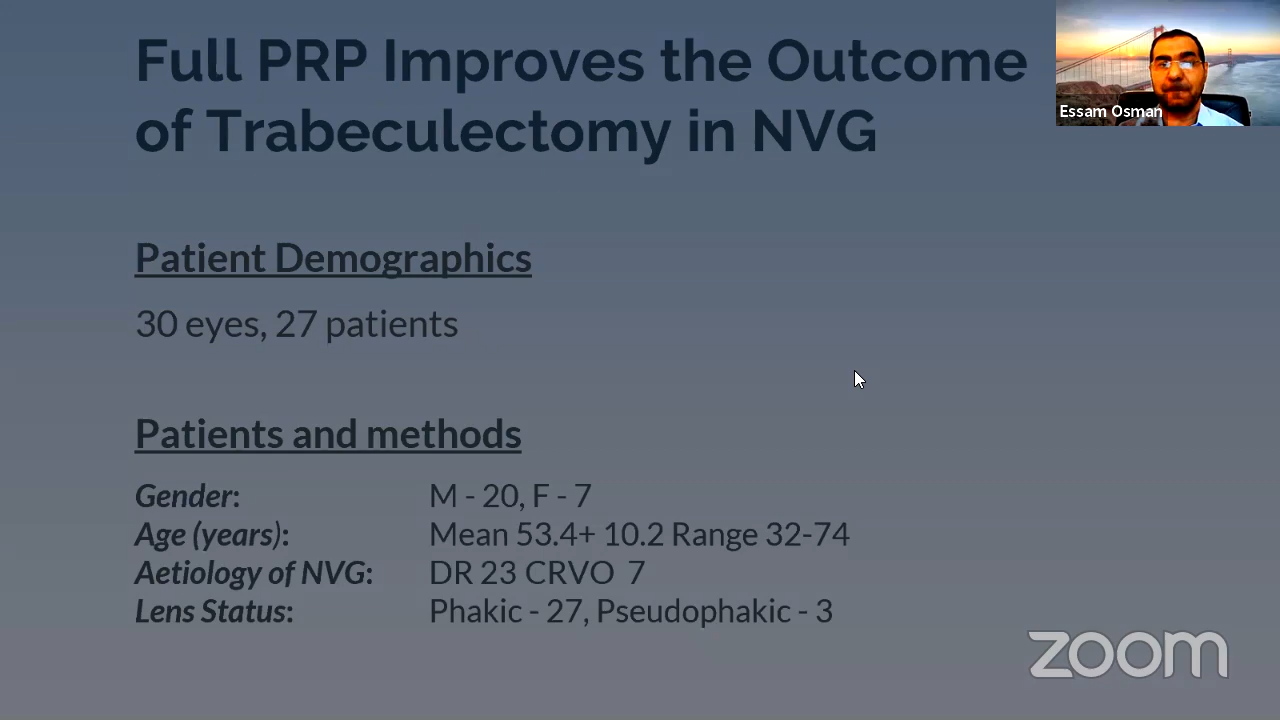 Full PRP Improves the Outcome
of Trabeculectomy in NVG
Essam Osman
Patient Demographics
30 eyes, 27 patients
Patients and methods
Gender: M - 20, F - 7
Age (years): Mean 53.4+ 10.2 Range 32-74
Aetiology of NVG: DR 23 CRVO 7
Lens Status: Phakic - 27, Pseudophakic - 3
zoom